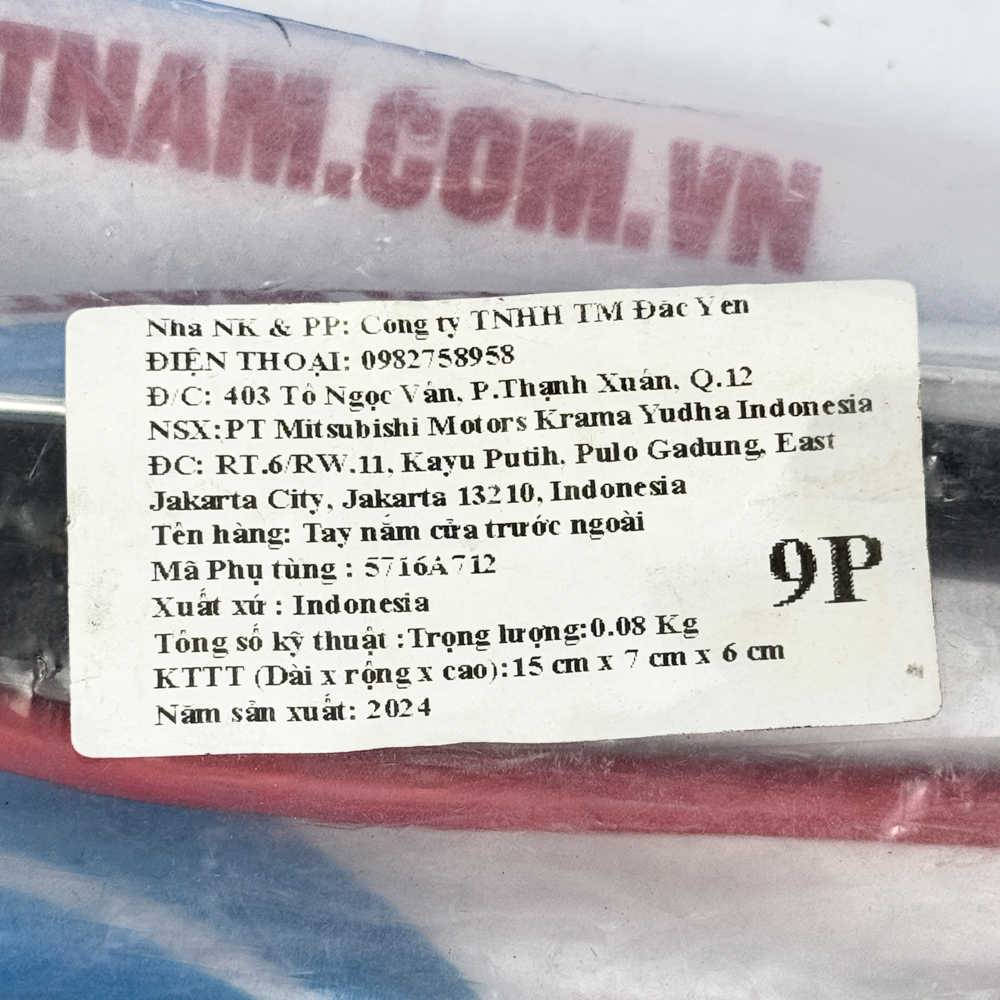 TNAM.COM.VN
Nhà NK & PP: Công ty TNHH TM Đắc Yến
ĐIỆN THOẠI: 0982758958
Đ/C: 403 Tô Ngọc Vân, P.Thạnh Xuân, Q.12
NSX:PT Mitsubishi Motors Krama Yudha Indonesia
ĐC: RT.6/RW.11, Kayu Putih, Pulo Gadung, East
Jakarta City, Jakarta 13210, Indonesia
Tên hàng: Tay nắm cửa trước ngoài
Mã Phụ tùng : 5716A712
9P
Xuất xứ : Indonesia
Tông số kỹ thuật :Trọng lượng:0.08 Kg
KTTT (Dài x rộng x cao):15 cm x 7 cm x 6 cm
Năm sản xuất: 2024